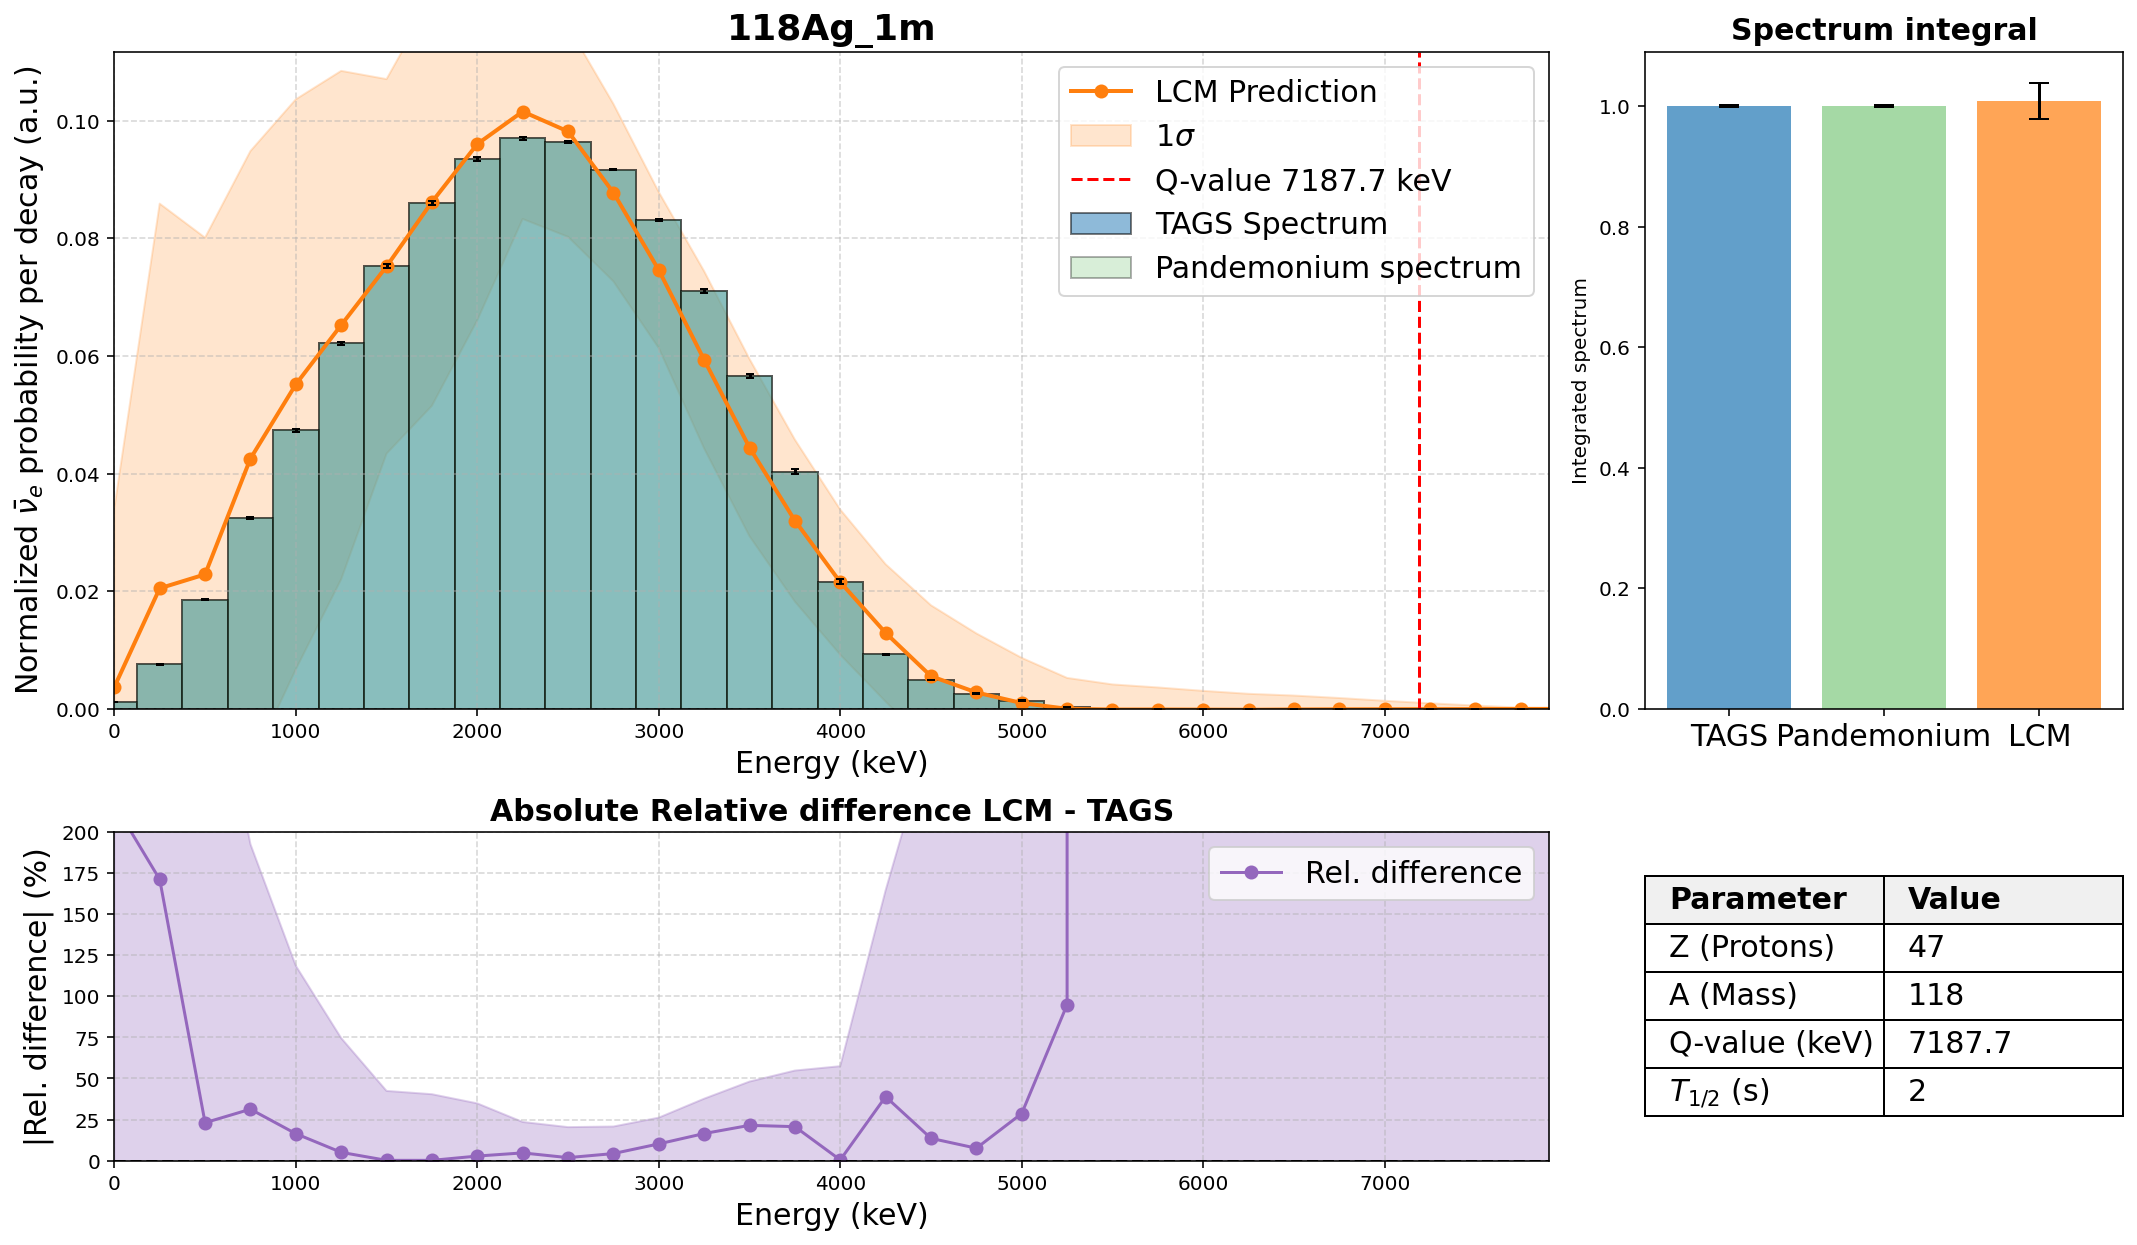 118Ag_1m
Normalized ν̄ₑ probability per decay (a.u.)
0.10
0.08
0.06
0.04
0.02
0.00
0 1000 2000 3000 4000 5000 6000 7000
Energy (keV)
LCM Prediction
1σ
Q-value 7187.7 keV
TAGS Spectrum
Pandemonium spectrum
Spectrum integral
Integrated spectrum
1.0
0.8
0.6
0.4
0.2
0.0
TAGS Pandemonium LCM
Absolute Relative difference LCM - TAGS
|Rel. difference| (%)
200
175
150
125
100
75
50
25
0
0 1000 2000 3000 4000 5000 6000 7000
Energy (keV)
Rel. difference
Parameter Value
Z (Protons) 47
A (Mass) 118
Q-value (keV) 7187.7
T₁/₂ (s) 2